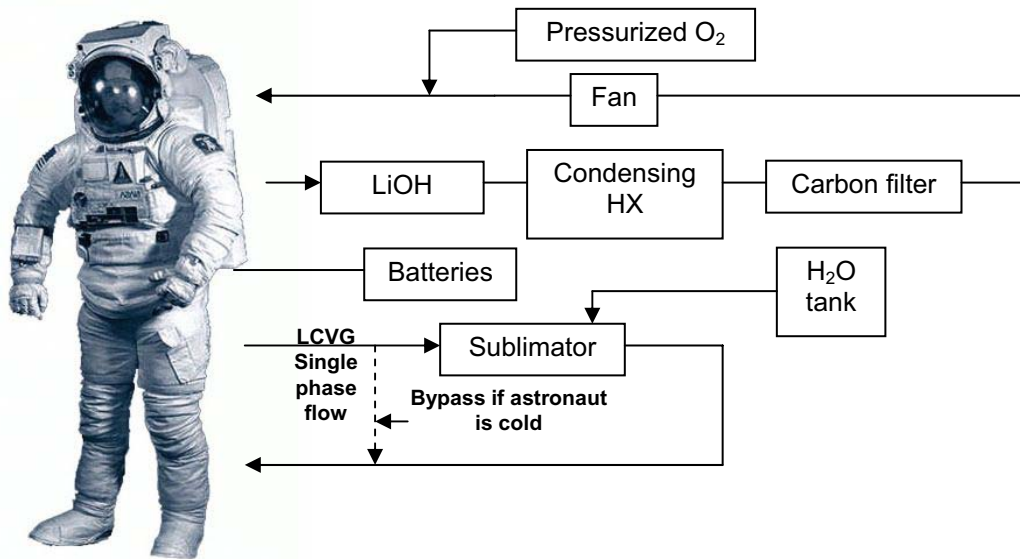 Pressurized O₂
Fan
LiOH
Condensing
HX
Carbon filter
Batteries
H₂O
tank
LCVG
Single
phase
flow
Sublimator
Bypass if astronaut
is cold